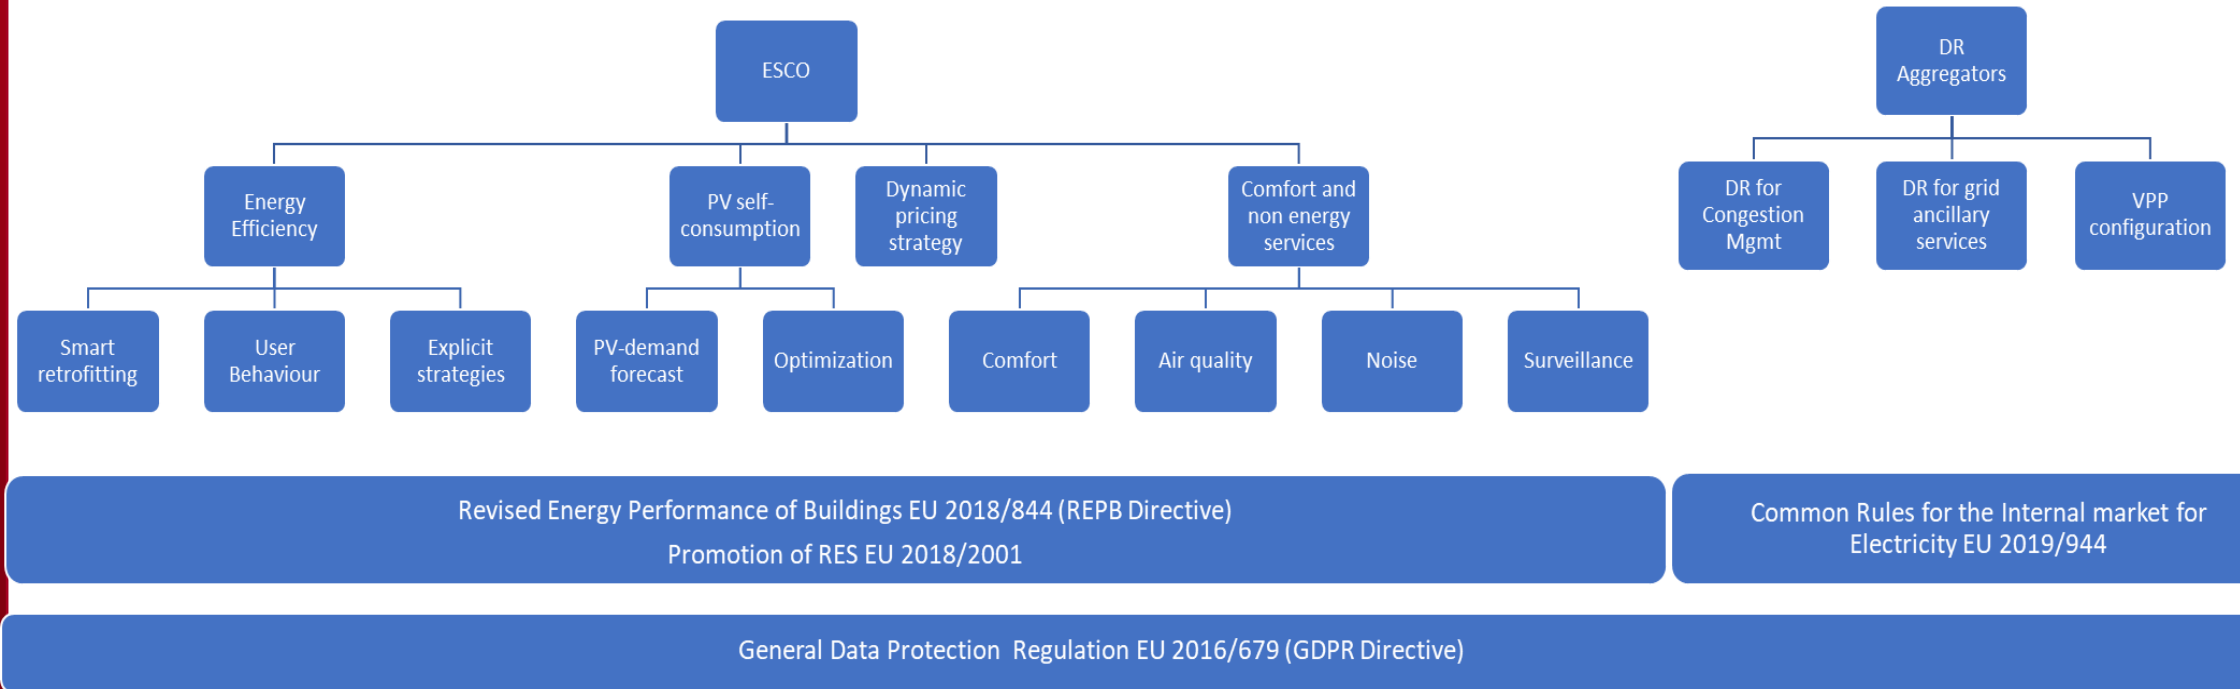 ESCO
DR
Aggregators
Energy
Efficiency
PV self-
consumption
Dynamic
pricing
strategy
Comfort and
non energy
services
DR for
Congestion
Mgmt
DR for grid
ancillary
services
VPP
configuration
Smart
retrofitting
User
Behaviour
Explicit
strategies
PV-demand
forecast
Optimization
Comfort
Air quality
Noise
Surveillance
Revised Energy Performance of Buildings EU 2018/844 (REPB Directive)
Promotion of RES EU 2018/2001
Common Rules for the Internal market for
Electricity EU 2019/944
General Data Protection  Regulation EU 2016/679 (GDPR Directive)